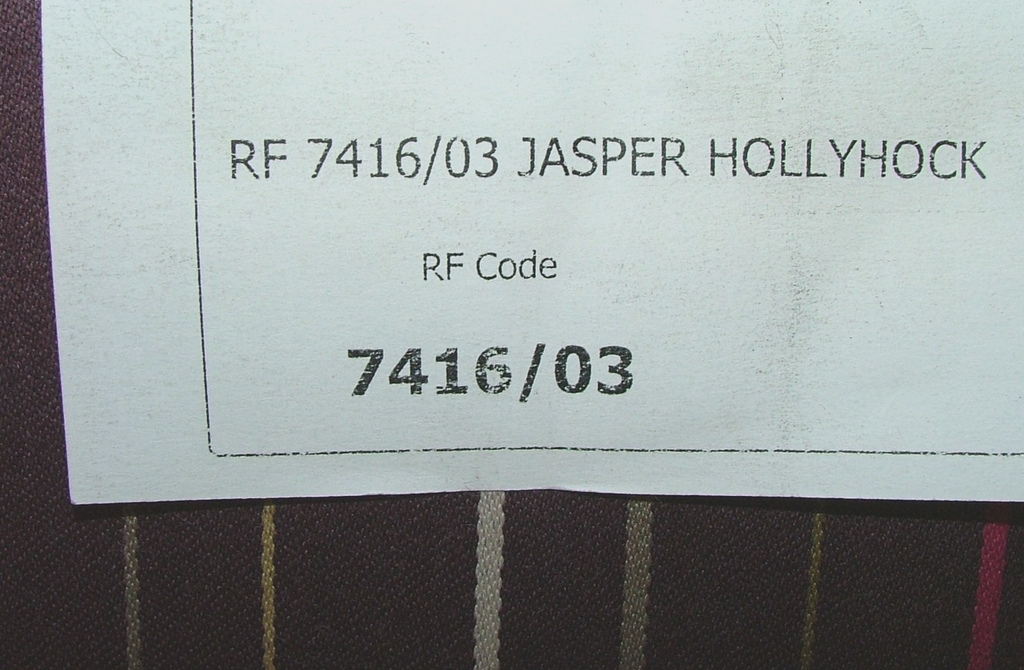 RF 7416/03 JASPER HOLLYHOCK
RF Code
7416/03